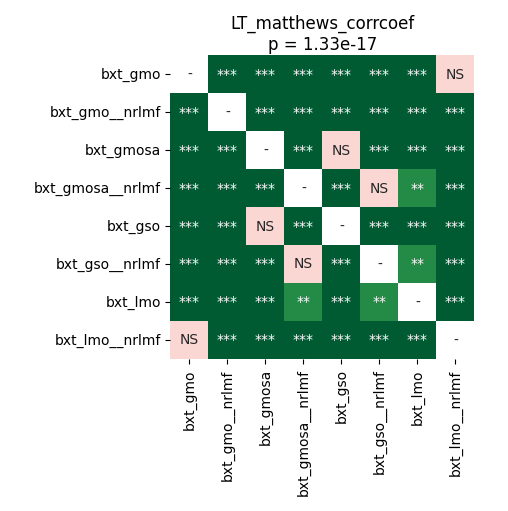 LT_matthews_corrcoef
p = 1.33e-17
bxt_gmo - *** *** *** *** *** *** NS
bxt_gmo__nrlmf *** - *** *** *** *** *** ***
bxt_gmosa *** *** - *** NS *** *** ***
bxt_gmosa__nrlmf *** *** *** - *** NS ** ***
bxt_gso *** *** NS *** - *** *** ***
bxt_gso__nrlmf *** *** *** NS *** - ** ***
bxt_lmo *** *** *** ** *** ** - ***
bxt_lmo__nrlmf NS *** *** *** *** *** *** -
bxt_gmo
bxt_gmo__nrlmf
bxt_gmosa
bxt_gmosa__nrlmf
bxt_gso
bxt_gso__nrlmf
bxt_lmo
bxt_lmo__nrlmf